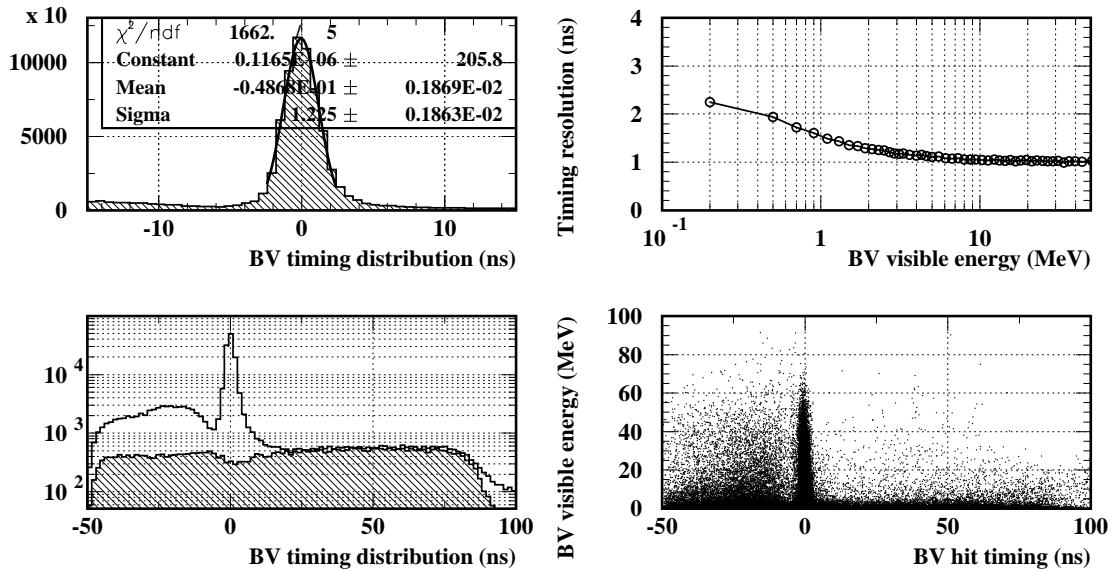 x 10
χ²/ndf 1662. / 5
Constant 0.1165E+06 ± 205.8
Mean -0.4868E-01 ± 0.1869E-02
Sigma 1.225 ± 0.1863E-02
10000
5000
0
-10 0 10
BV timing distribution (ns)
Timing resolution (ns)
4
3
2
1
0
10 -1 1 10
BV visible energy (MeV)
10 4
10 3
10 2
-50 0 50 100
BV timing distribution (ns)
BV visible energy (MeV)
100
80
60
40
20
0
-50 0 50 100
BV hit timing (ns)